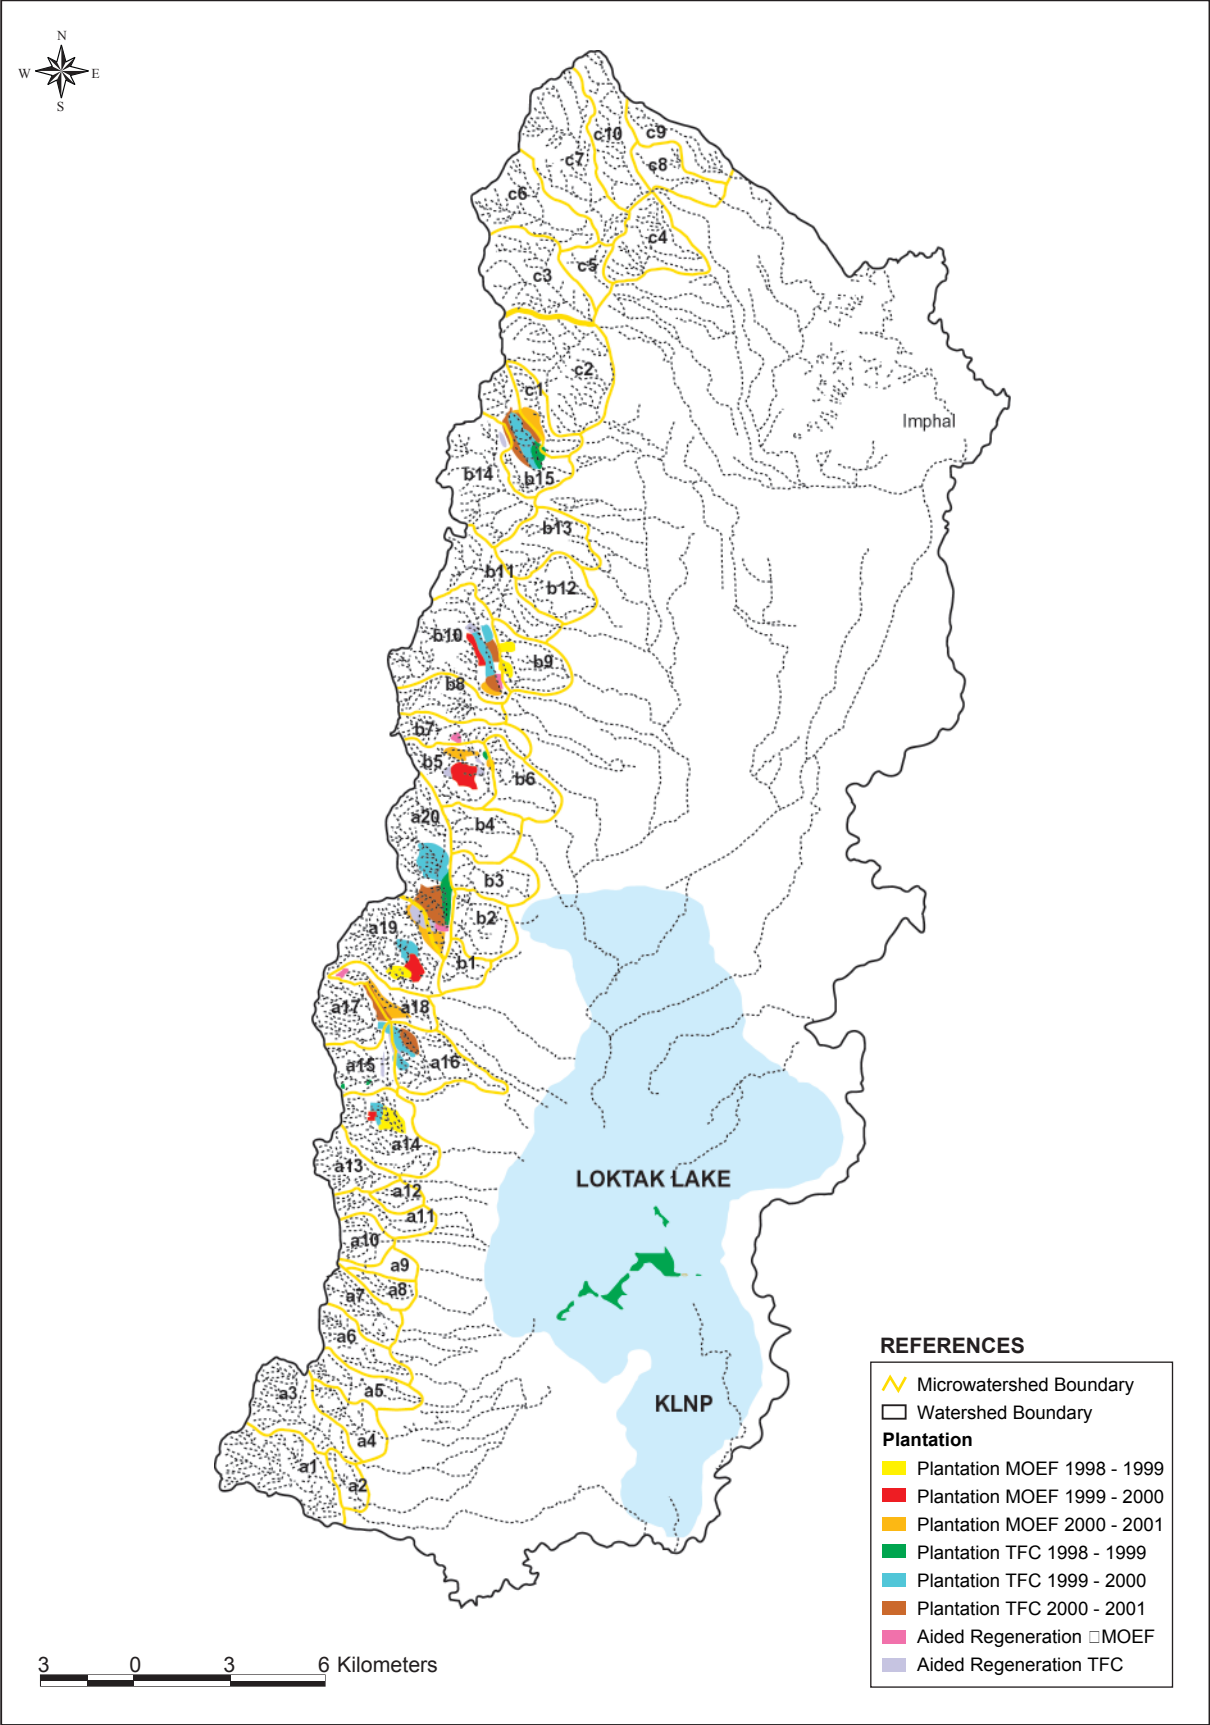 N
W E
S
c10
c9
c7
c8
c6
c4
c5
c3
c2
c1
Imphal
b14
b15
b13
b11
b12
b10
b9
b8
b7
b5
b6
a20
b4
b3
b2
a19
b1
a17
a18
a15
a16
a14
a13
LOKTAK LAKE
a12
a11
a10
a9
a8
a7
a6
a5
a3
KLNP
a4
a1
a2
REFERENCES
Microwatershed Boundary
Watershed Boundary
Plantation
Plantation MOEF 1998 - 1999
Plantation MOEF 1999 - 2000
Plantation MOEF 2000 - 2001
Plantation TFC 1998 - 1999
Plantation TFC 1999 - 2000
Plantation TFC 2000 - 2001
Aided Regeneration □MOEF
Aided Regeneration TFC
3 0 3 6 Kilometers